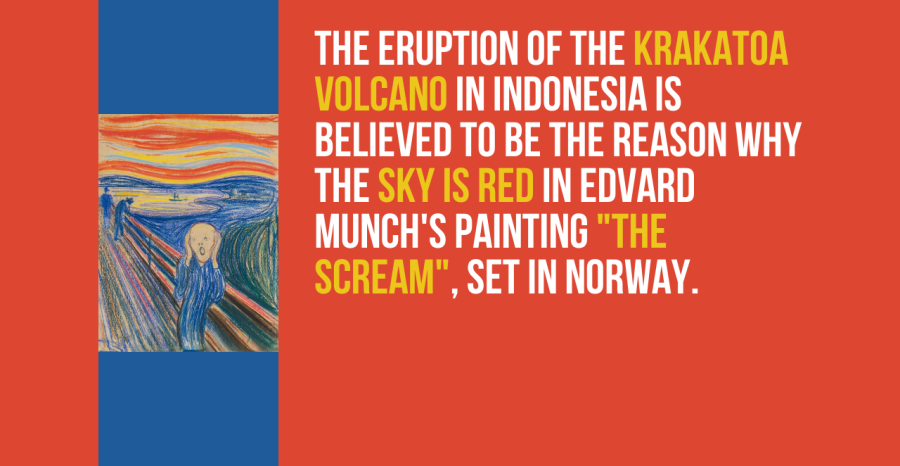 THE ERUPTION OF THE KRAKATOA
VOLCANO IN INDONESIA IS
BELIEVED TO BE THE REASON WHY
THE SKY IS RED IN EDVARD
MUNCH'S PAINTING "THE
SCREAM", SET IN NORWAY.